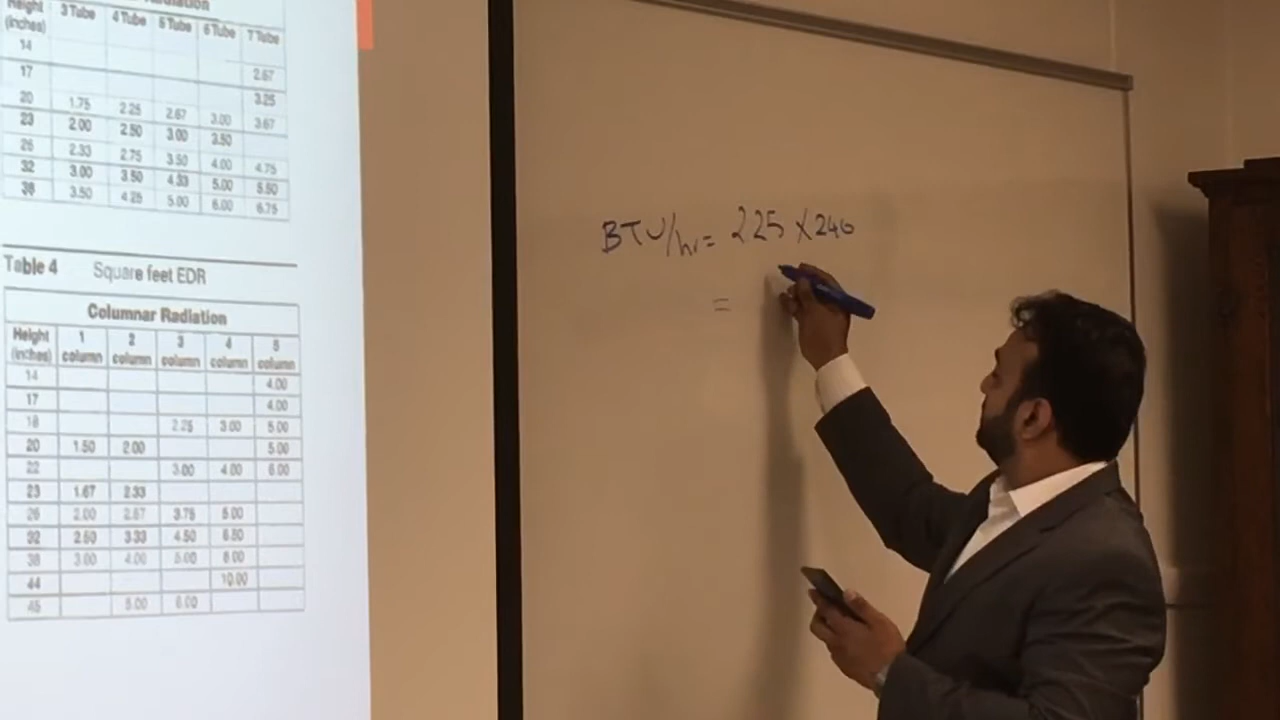 Height 3 Tube 4 Tube 5 Tube 6 Tube 7 Tube
(inches)
14
17 2.67
20 1.75 2.25 2.67 3.00 3.25
23 2.00 2.50 3.00 3.50 3.67
26 2.33 2.75 3.50 4.00 4.75
32 3.00 3.50 4.33 5.00 5.50
38 3.50 4.25 5.00 6.00 6.75
Table 4 Square feet EDR
Columnar Radiation
Height 1 2 3 4 5
(inches) column column column column column
14 4.00
17 4.00
18 2.25 3.00 5.00
20 1.50 2.00 5.00
22 3.00 4.00 6.00
23 1.67 2.33
26 2.00 2.67 3.75 5.00
32 2.50 3.33 4.50 6.50
38 3.00 4.00 5.00 8.00
44 10.00
45 5.00 6.00
BTU/hr = 225 X 240
=